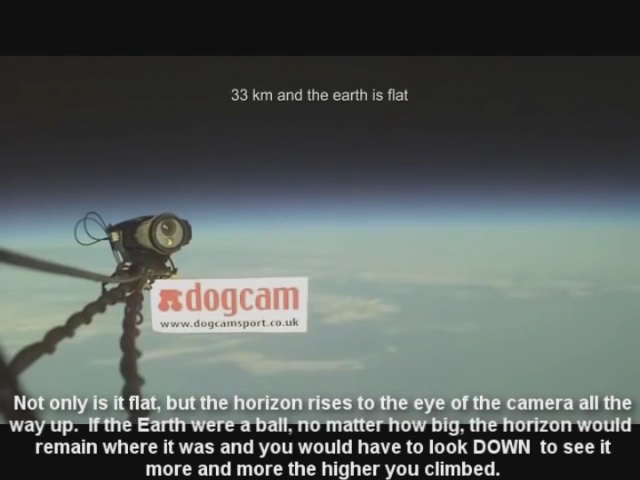 33 km and the earth is flat
dogcam
www.dogcamsport.co.uk
Not only is it flat, but the horizon rises to the eye of the camera all the
way up. If the Earth were a ball, no matter how big, the horizon would
remain where it was and you would have to look DOWN to see it
more and more the higher you climbed.